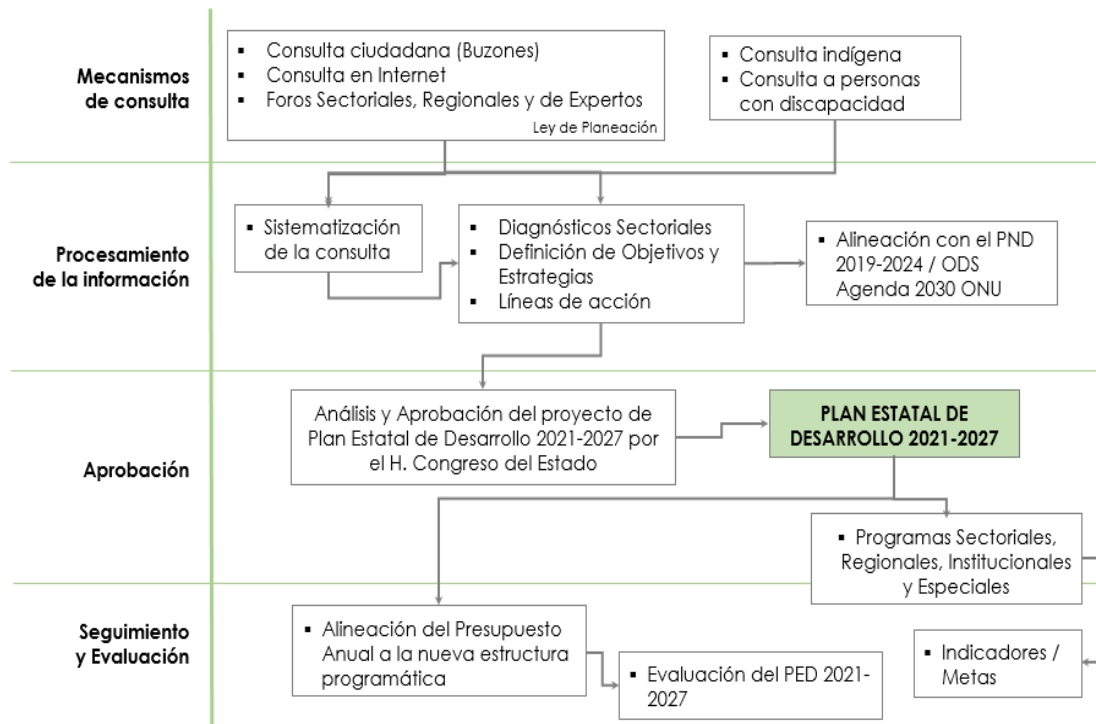 Mecanismos
de consulta
▪ Consulta ciudadana (Buzones)
▪ Consulta en Internet
▪ Foros Sectoriales, Regionales y de Expertos
Ley de Planeación
▪ Consulta indígena
▪ Consulta a personas
con discapacidad
Procesamiento
de la información
▪ Sistematización
de la consulta
▪ Diagnósticos Sectoriales
▪ Definición de Objetivos y
Estrategias
▪ Líneas de acción
▪ Alineación con el PND
2019-2024 / ODS
Agenda 2030 ONU
Aprobación
Análisis y Aprobación del proyecto de
Plan Estatal de Desarrollo 2021-2027 por
el H. Congreso del Estado
PLAN ESTATAL DE
DESARROLLO 2021-2027
▪ Programas Sectoriales,
Regionales, Institucionales
y Especiales
Seguimiento
y Evaluación
▪ Alineación del Presupuesto
Anual a la nueva estructura
programática
▪ Evaluación del PED 2021-
2027
▪ Indicadores /
Metas